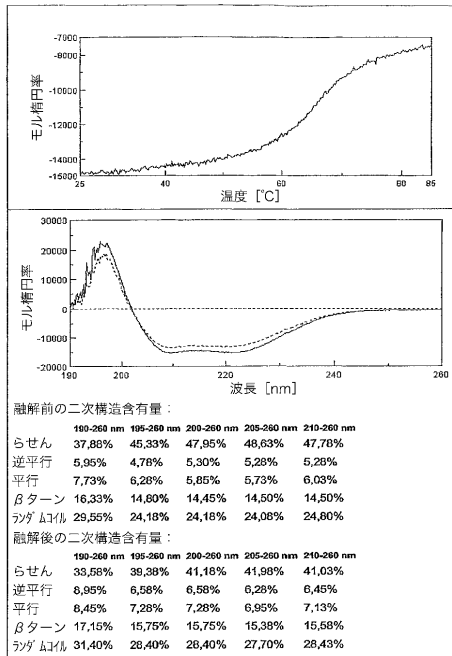 -7000
-8000
-10000
-12000
-14000
-15000
モル楕円率
25 40 60 80 85
温度 [℃]
30000
20000
10000
0
-10000
-20000
モル楕円率
190 200 220 240 260
波長 [nm]
融解前の二次構造含有量：
190-260 nm 195-260 nm 200-260 nm 205-260 nm 210-260 nm
らせん 37,88% 45,33% 47,95% 48,63% 47,78%
逆平行 5,95% 4,78% 5,30% 5,28% 5,28%
平行 7,73% 6,28% 5,85% 5,73% 6,03%
βターン 16,33% 14,80% 14,45% 14,50% 14,50%
ランダムコイル 29,55% 24,18% 24,18% 24,08% 24,80%
融解後の二次構造含有量：
190-260 nm 195-260 nm 200-260 nm 205-260 nm 210-260 nm
らせん 33,58% 39,38% 41,18% 41,98% 41,03%
逆平行 8,95% 6,58% 6,58% 6,28% 6,45%
平行 8,45% 7,28% 7,28% 6,95% 7,13%
βターン 17,15% 15,75% 15,75% 15,38% 15,58%
ランダムコイル 31,40% 28,40% 28,40% 27,70% 28,43%